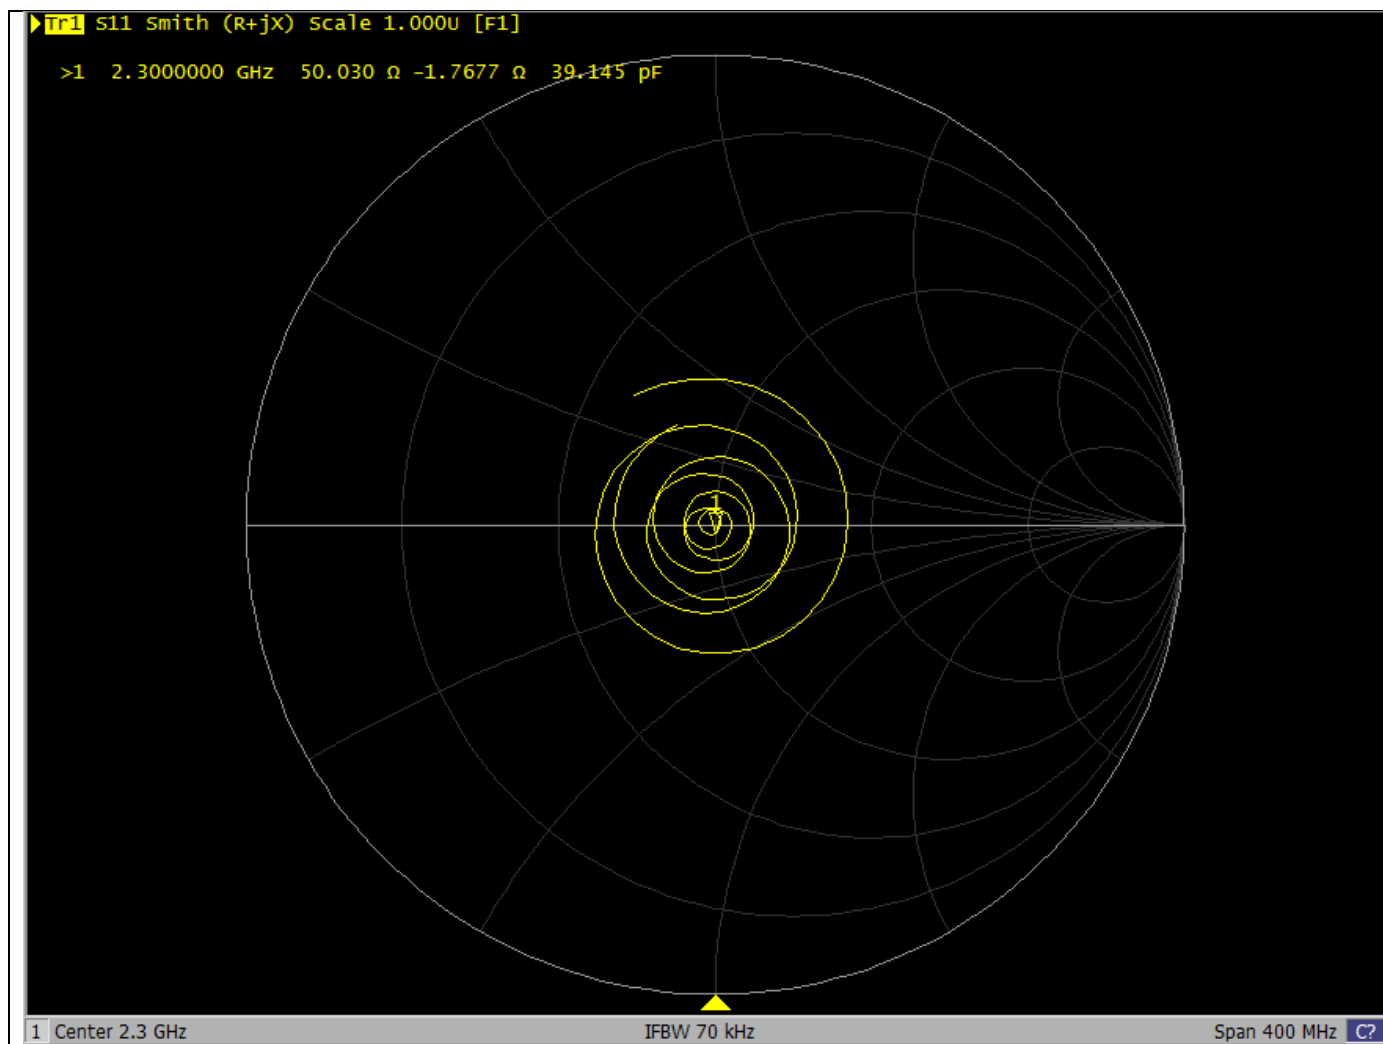 Tr1 S11 Smith (R+jX) Scale 1.000U [F1]
>1 2.3000000 GHz 50.030 Ω -1.7677 Ω 39.145 pF
1
1 Center 2.3 GHz IFBW 70 kHz Span 400 MHz C?